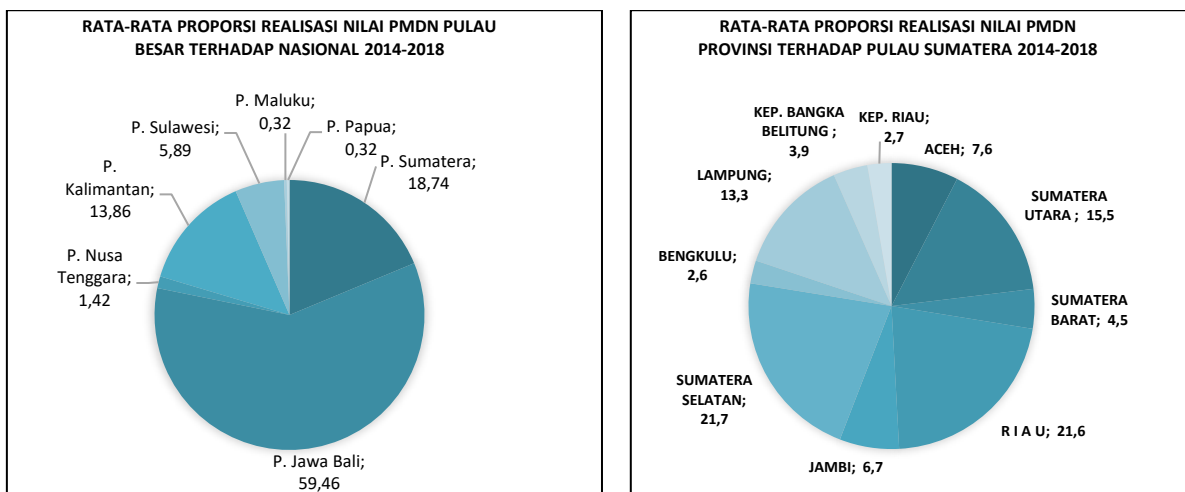 RATA-RATA PROPORSI REALISASI NILAI PMDN PULAU
BESAR TERHADAP NASIONAL 2014-2018
P. Maluku;
0,32
P. Papua;
0,32
P. Sumatera;
18,74
P. Sulawesi;
5,89
P.
Kalimantan;
13,86
P. Nusa
Tenggara;
1,42
P. Jawa Bali;
59,46
RATA-RATA PROPORSI REALISASI NILAI PMDN
PROVINSI TERHADAP PULAU SUMATERA 2014-2018
KEP. BANGKA
BELITUNG ;
3,9
KEP. RIAU;
2,7
ACEH; 7,6
LAMPUNG;
13,3
SUMATERA
UTARA ; 15,5
BENGKULU;
2,6
SUMATERA
BARAT; 4,5
SUMATERA
SELATAN;
21,7
R I A U; 21,6
JAMBI; 6,7